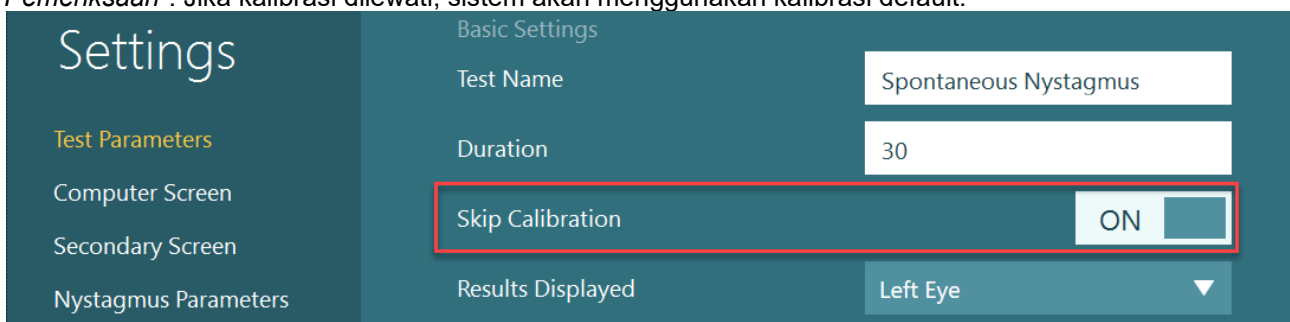 Pemeriksaan". Jika kalibrasi dilewati, sistem akan menggunakan kalibrasi default.
Settings
Test Parameters
Computer Screen
Secondary Screen
Nystagmus Parameters
Basic Settings
Test Name
Spontaneous Nystagmus
Duration
30
Skip Calibration
ON
Results Displayed
Left Eye